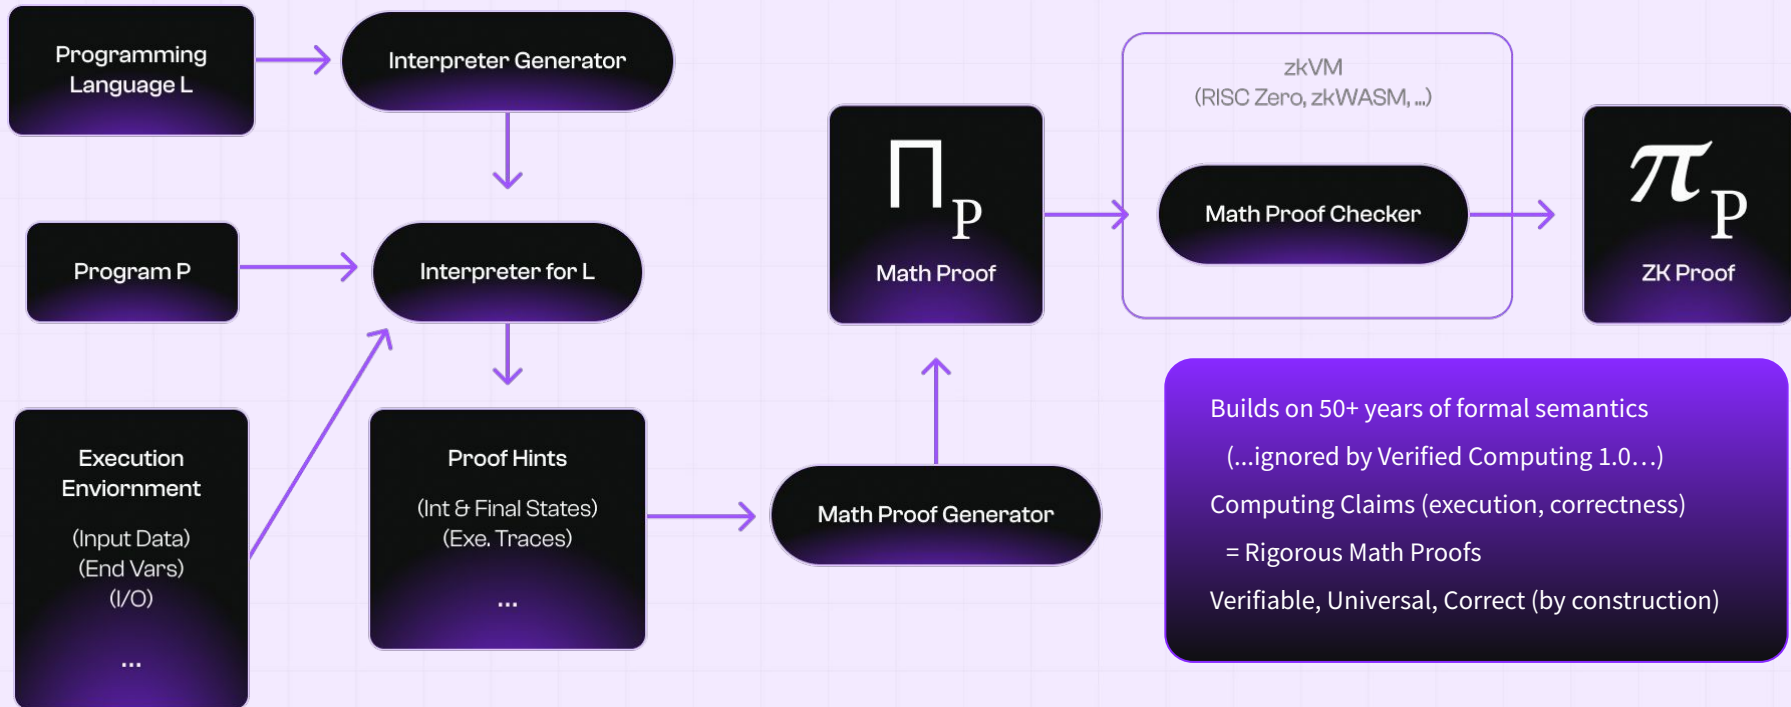 Programming
Language L
Interpreter Generator
Program P
Interpreter for L
Execution
Enviornment
(Input Data)
(End Vars)
(I/O)
...
Proof Hints
(Int & Final States)
(Exe. Traces)
...
Math Proof Generator
Π P
Math Proof
zkVM
(RISC Zero, zkWASM, ...)
Math Proof Checker
π P
ZK Proof
Builds on 50+ years of formal semantics
(...ignored by Verified Computing 1.0...)
Computing Claims (execution, correctness)
= Rigorous Math Proofs
Verifiable, Universal, Correct (by construction)